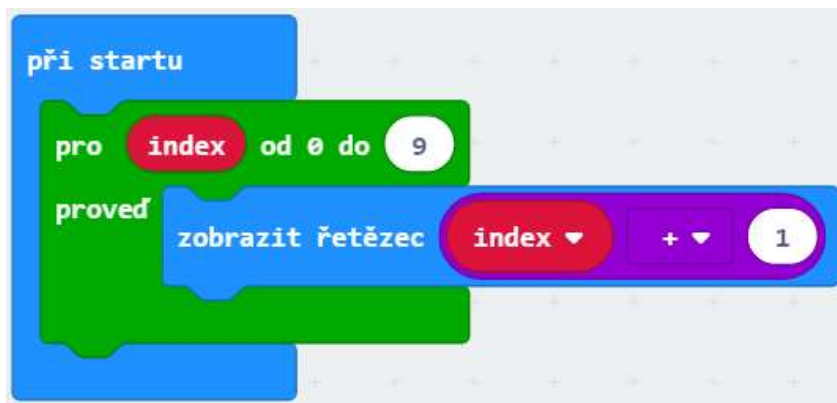 při startu
pro index od 0 do 9
proveď
zobrazit řetězec index + 1